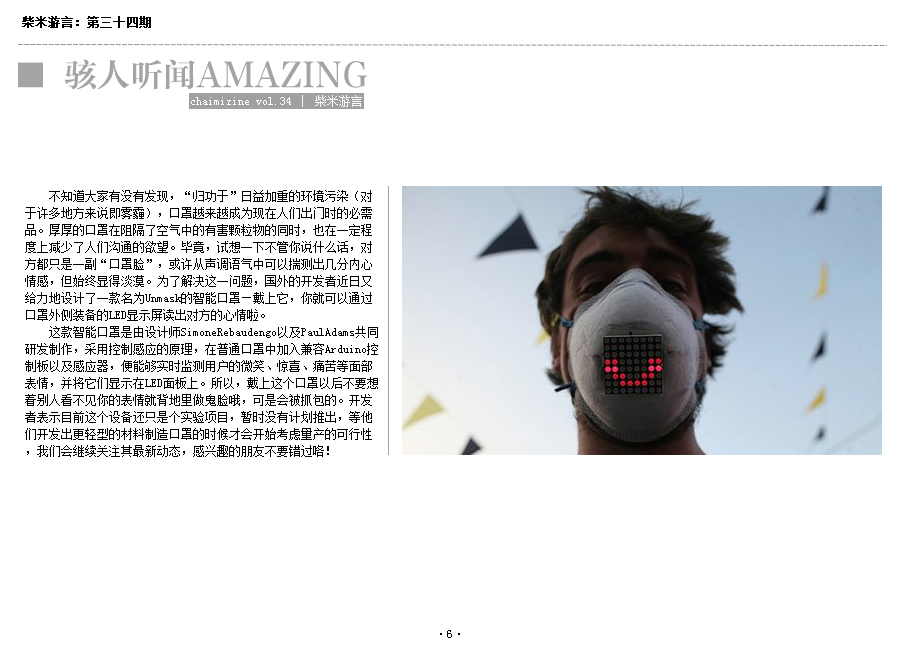 柴米游言：第三十四期
骇人听闻AMAZING
chaimizine vol.34 | 柴米游言
不知道大家有没有发现，“归功于”日益加重的环境污染（对
于许多地方来说即雾霾），口罩越来越成为现在人们出门时的必需
品。厚厚的口罩在阻隔了空气中的有害颗粒物的同时，也在一定程
度上减少了人们沟通的欲望。毕竟，试想一下不管你说什么话，对
方都只是一副“口罩脸”，或许从声调语气中可以揣测出几分内心
情感，但始终显得淡漠。为了解决这一问题，国外的开发者近日又
给力地设计了一款名为Unmask的智能口罩—戴上它，你就可以通过
口罩外侧装备的LED显示屏读出对方的心情啦。
这款智能口罩是由设计师SimoneRebaudengo以及PaulAdams共同
研发制作，采用控制感应的原理，在普通口罩中加入兼容Arduino控
制板以及感应器，便能够实时监测用户的微笑、惊喜、痛苦等面部
表情，并将它们显示在LED面板上。所以，戴上这个口罩以后不要想
着别人看不见你的表情就背地里做鬼脸哦，可是会被抓包的。开发
者表示目前这个设备还只是个实验项目，暂时没有计划推出，等他
们开发出更轻型的材料制造口罩的时候才会开始考虑量产的可行性
，我们会继续关注其最新动态，感兴趣的朋友不要错过咯！
·6·